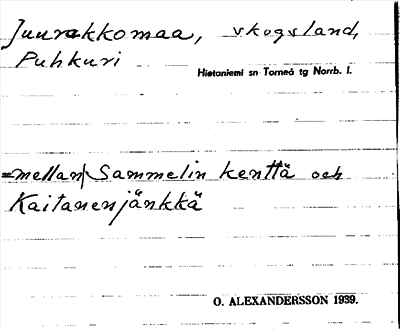 Juurakkomaa, skogsland,
Puhkuri
Hietaniemi sn Torneå tg Norrb. l.
=mellan Sammelin kenttä och
Kaitanenjänkkä
O. ALEXANDERSSON 1939.